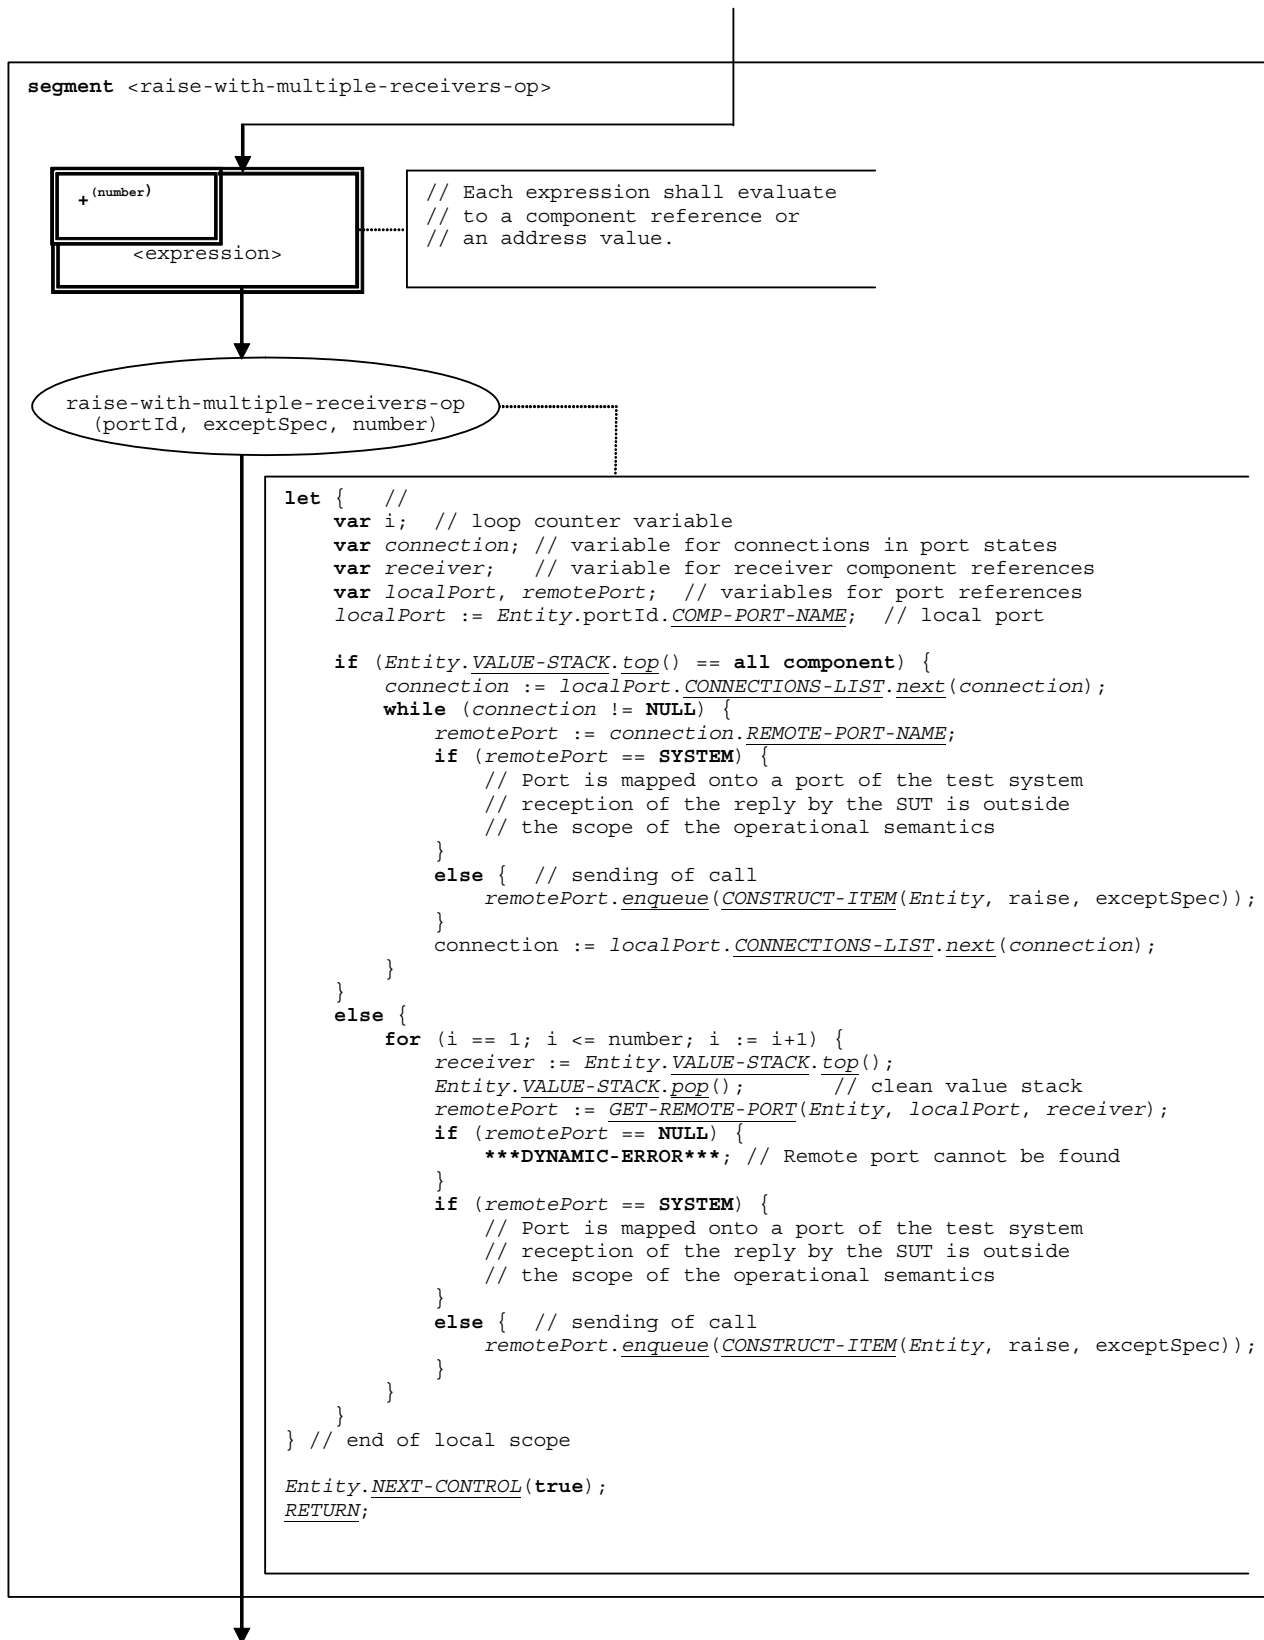 segment <raise-with-multiple-receivers-op>
+(number)
<expression>
// Each expression shall evaluate
// to a component reference or
// an address value.
raise-with-multiple-receivers-op
(portId, exceptSpec, number)
let {   //
    var i;  // loop counter variable
    var connection; // variable for connections in port states
    var receiver;   // variable for receiver component references
    var localPort, remotePort;  // variables for port references
    localPort := Entity.portId.COMP-PORT-NAME;  // local port
    if (Entity.VALUE-STACK.top() == all component) {
        connection := localPort.CONNECTIONS-LIST.next(connection);
        while (connection != NULL) {
            remotePort := connection.REMOTE-PORT-NAME;
            if (remotePort == SYSTEM) {
                // Port is mapped onto a port of the test system
                // reception of the reply by the SUT is outside
                // the scope of the operational semantics
            }
            else {  // sending of call
                remotePort.enqueue(CONSTRUCT-ITEM(Entity, raise, exceptSpec));
            }
            connection := localPort.CONNECTIONS-LIST.next(connection);
        }
    }
    else {
        for (i == 1; i <= number; i := i+1) {
            receiver := Entity.VALUE-STACK.top();
            Entity.VALUE-STACK.pop();       // clean value stack
            remotePort := GET-REMOTE-PORT(Entity, localPort, receiver);
            if (remotePort == NULL) {
                ***DYNAMIC-ERROR***; // Remote port cannot be found
            }
            if (remotePort == SYSTEM) {
                // Port is mapped onto a port of the test system
                // reception of the reply by the SUT is outside
                // the scope of the operational semantics
            }
            else {  // sending of call
                remotePort.enqueue(CONSTRUCT-ITEM(Entity, raise, exceptSpec));
            }
        }
    }
} // end of local scope
Entity.NEXT-CONTROL(true);
RETURN;